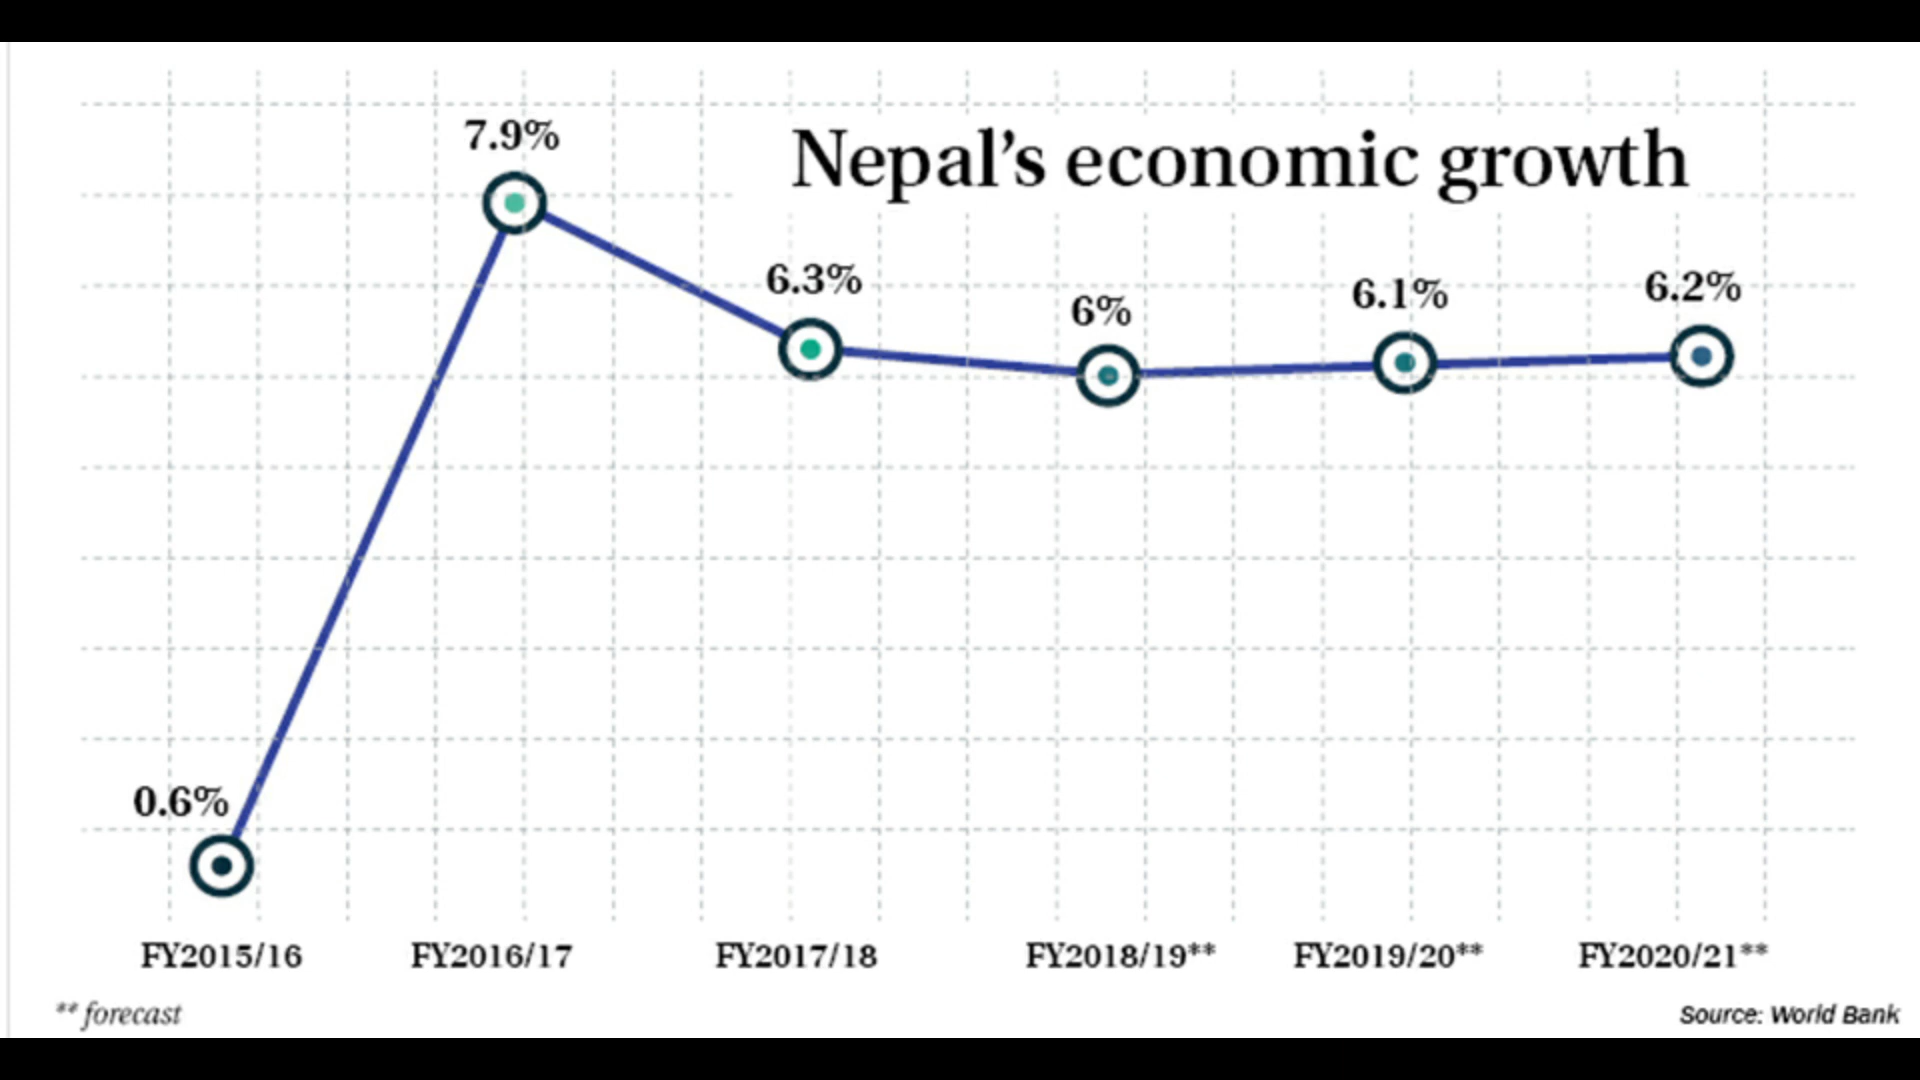 Nepal's economic growth
7.9%
6.3%
6%
6.1%
6.2%
0.6%
FY2015/16 FY2016/17 FY2017/18 FY2018/19** FY2019/20** FY2020/21**
** forecast
Source: World Bank